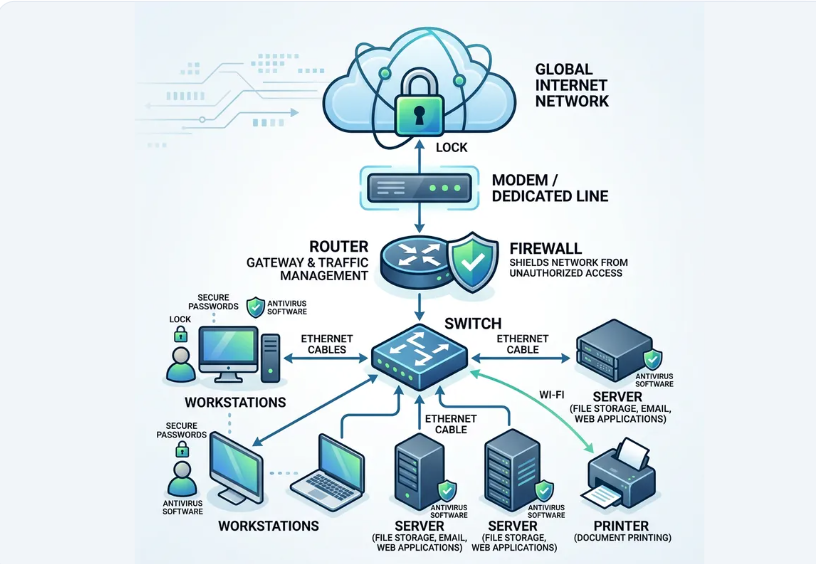 GLOBAL
INTERNET
NETWORK
LOCK
MODEM /
DEDICATED LINE
ROUTER
GATEWAY & TRAFFIC
MANAGEMENT
FIREWALL
SHIELDS NETWORK FROM
UNAUTHORIZED ACCESS
SECURE
PASSWORDS
ANTIVIRUS
SOFTWARE
LOCK
ETHERNET
CABLES
SWITCH
ETHERNET
CABLE
ANTIVIRUS
SOFTWARE
WORKSTATIONS
SERVER
(FILE STORAGE, EMAIL,
WEB APPLICATIONS)
WI-FI
SECURE
PASSWORDS
ANTIVIRUS
SOFTWARE
ETHERNET
CABLE
WORKSTATIONS
ANTIVIRUS
SOFTWARE
SERVER
(FILE STORAGE, EMAIL,
WEB APPLICATIONS)
ANTIVIRUS
SOFTWARE
SERVER
(FILE STORAGE,
WEB APPLICATIONS)
PRINTER
(DOCUMENT PRINTING)